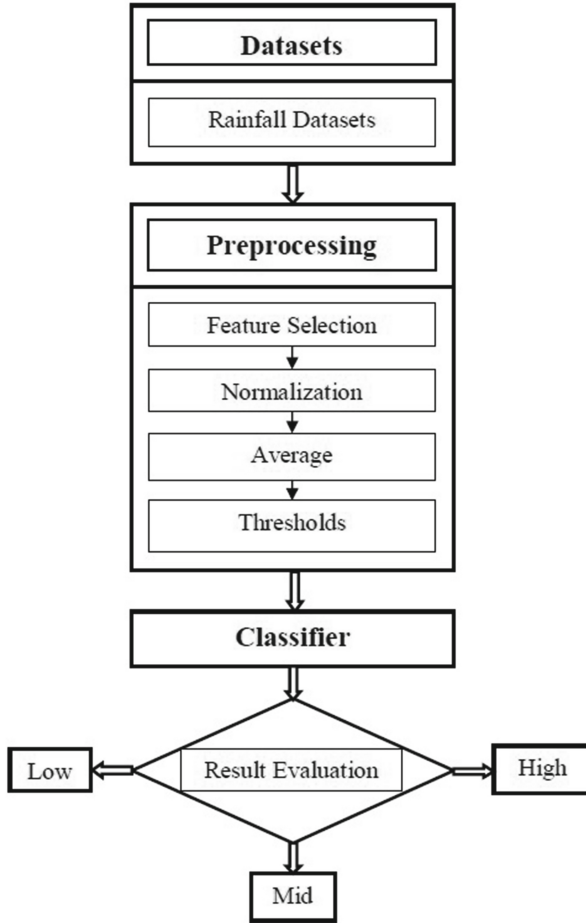 Datasets
Rainfall Datasets
Preprocessing
Feature Selection
Normalization
Average
Thresholds
Classifier
Low
Result Evaluation
High
Mid